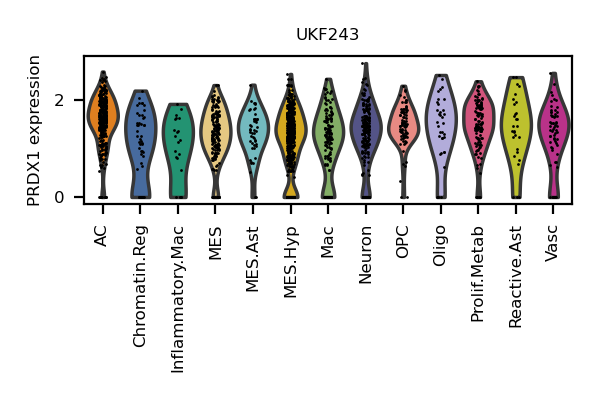 UKF243
PRDX1 expression
2
0
AC
Chromatin.Reg
Inflammatory.Mac
MES
MES.Ast
MES.Hyp
Mac
Neuron
OPC
Oligo
Prolif.Metab
Reactive.Ast
Vasc